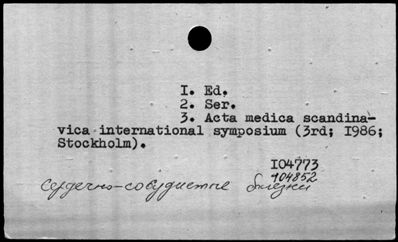 I. Ed.
2. Ser.
3. Acta medica scandina-
vica international symposium (3rd; I986;
Stockholm).
I04773
104852
Сердечно-сосудистые болезни